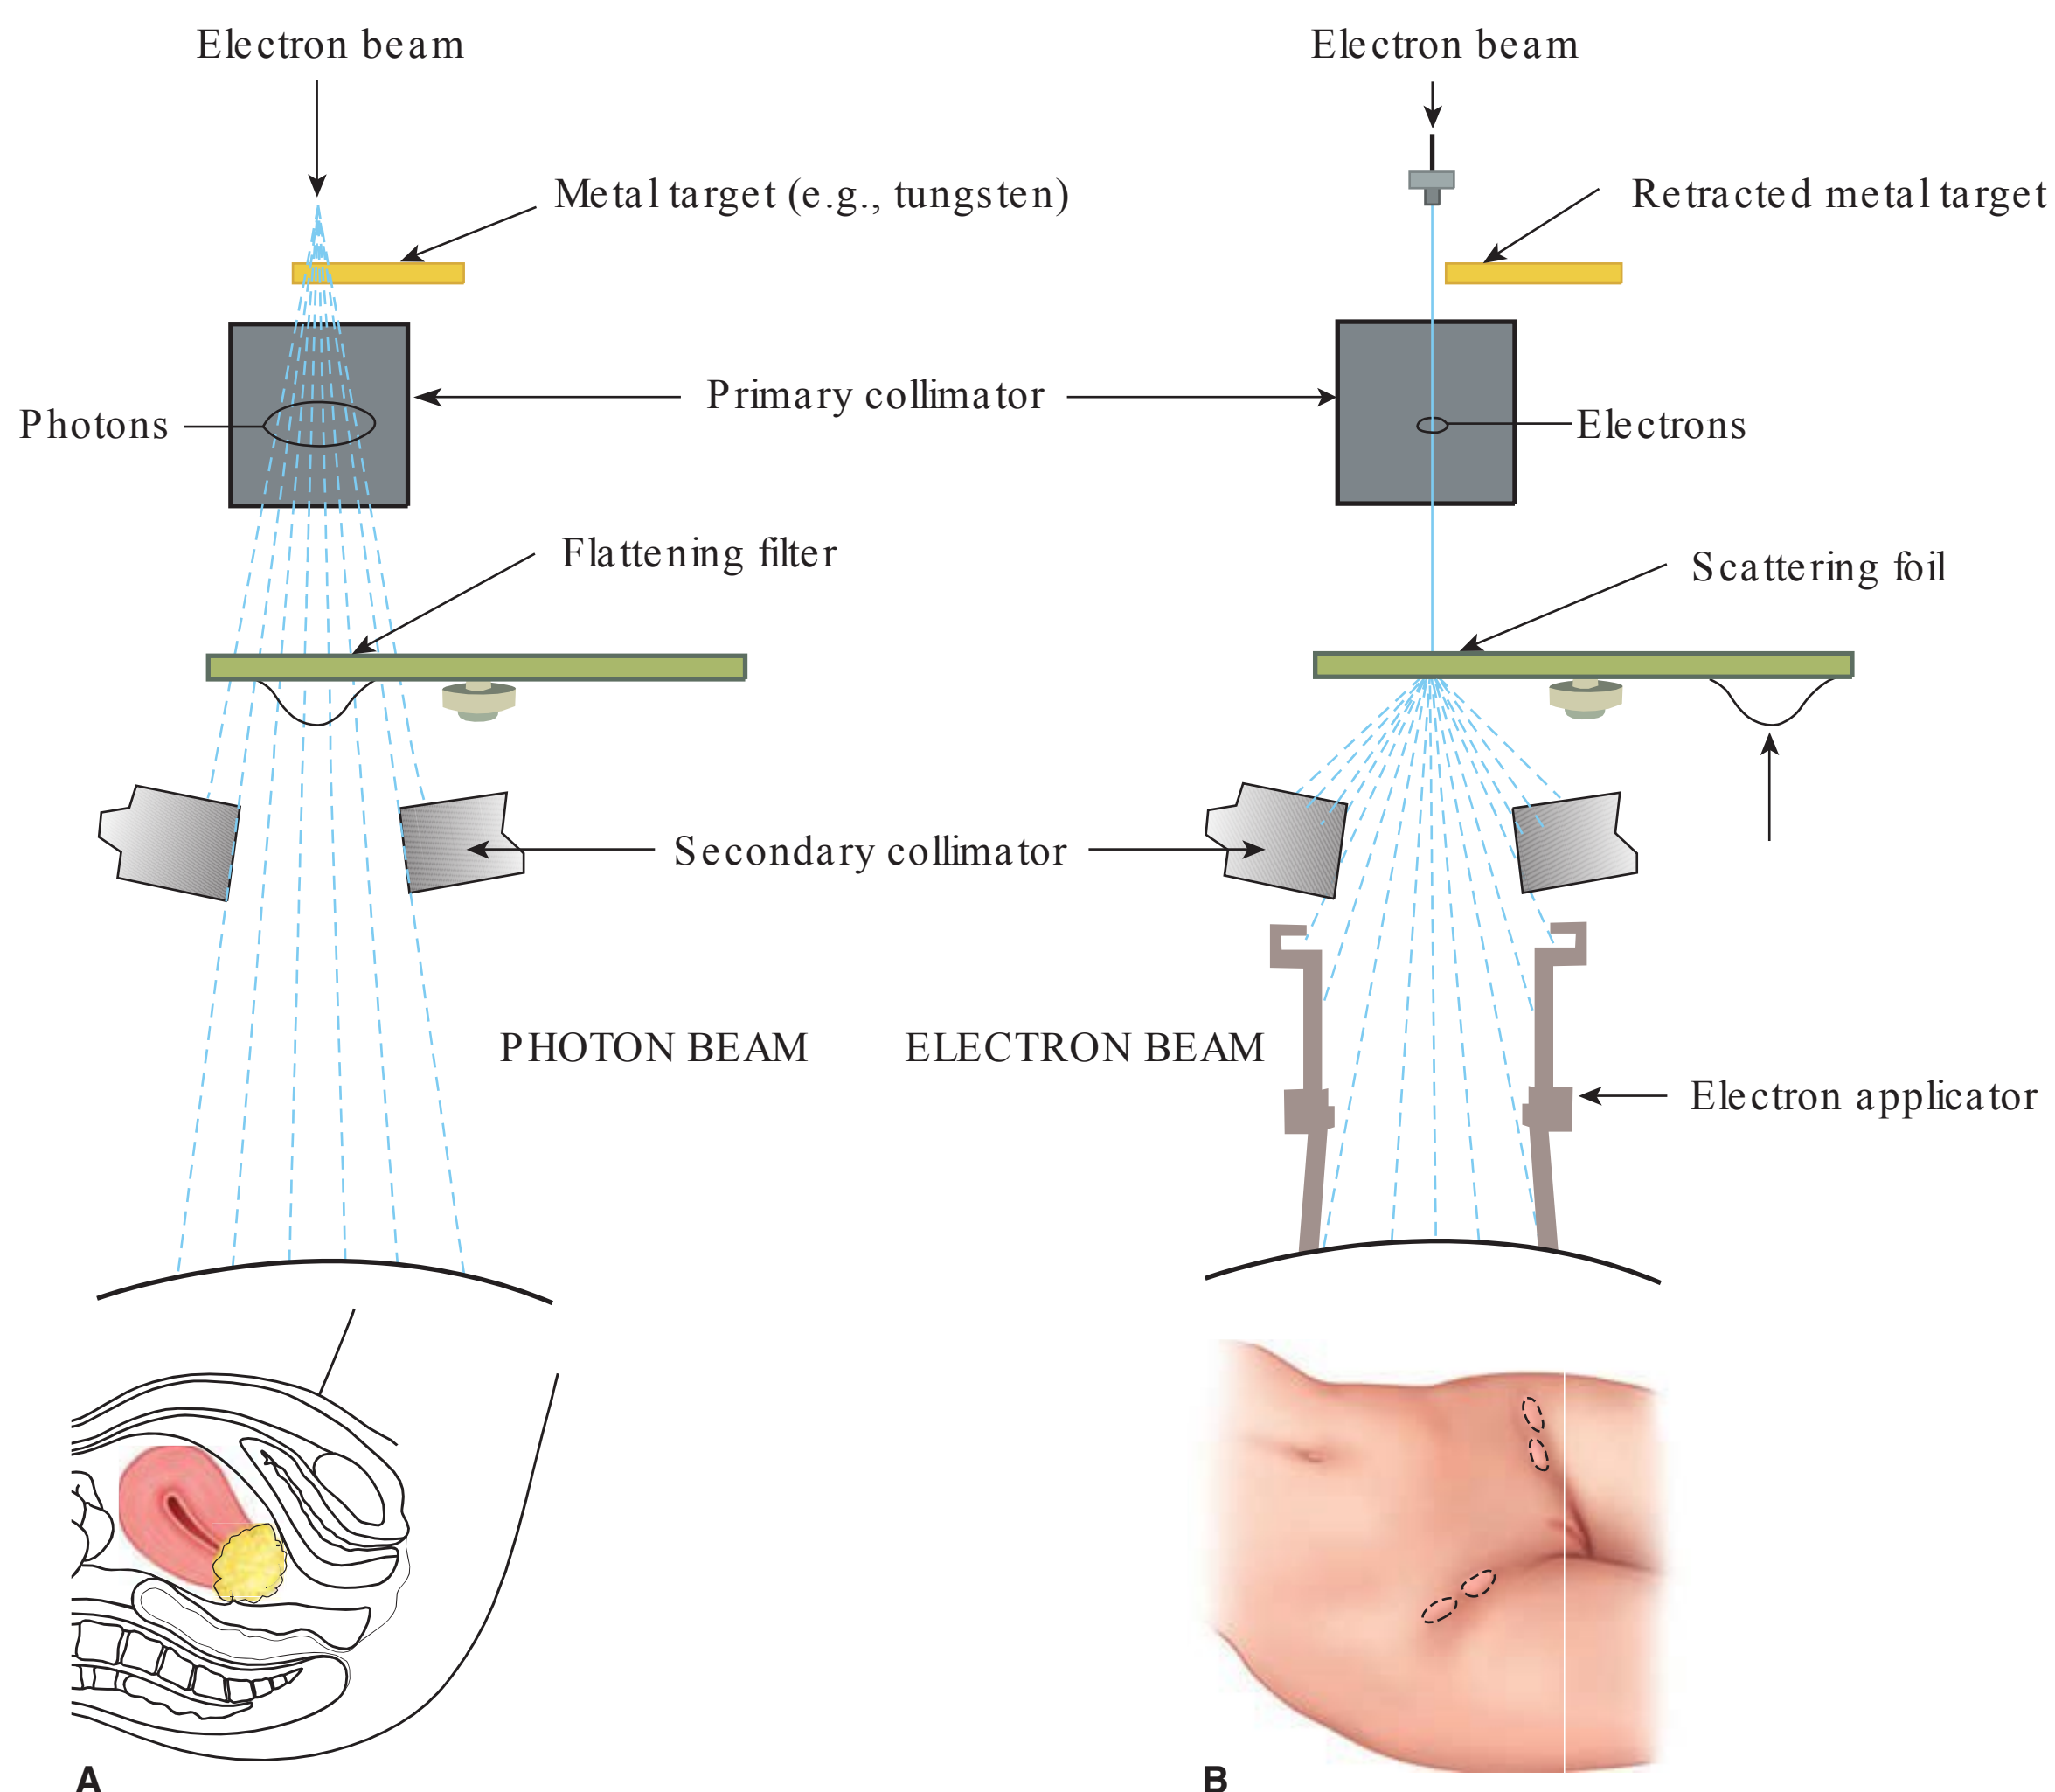 Electron beam
Electron beam
Metal target (e.g., tungsten)
Retracted metal target
Primary collimator
Photons
Electrons
Flattening filter
Scattering foil
Secondary collimator
PHOTON BEAM
ELECTRON BEAM
Electron applicator
A
B